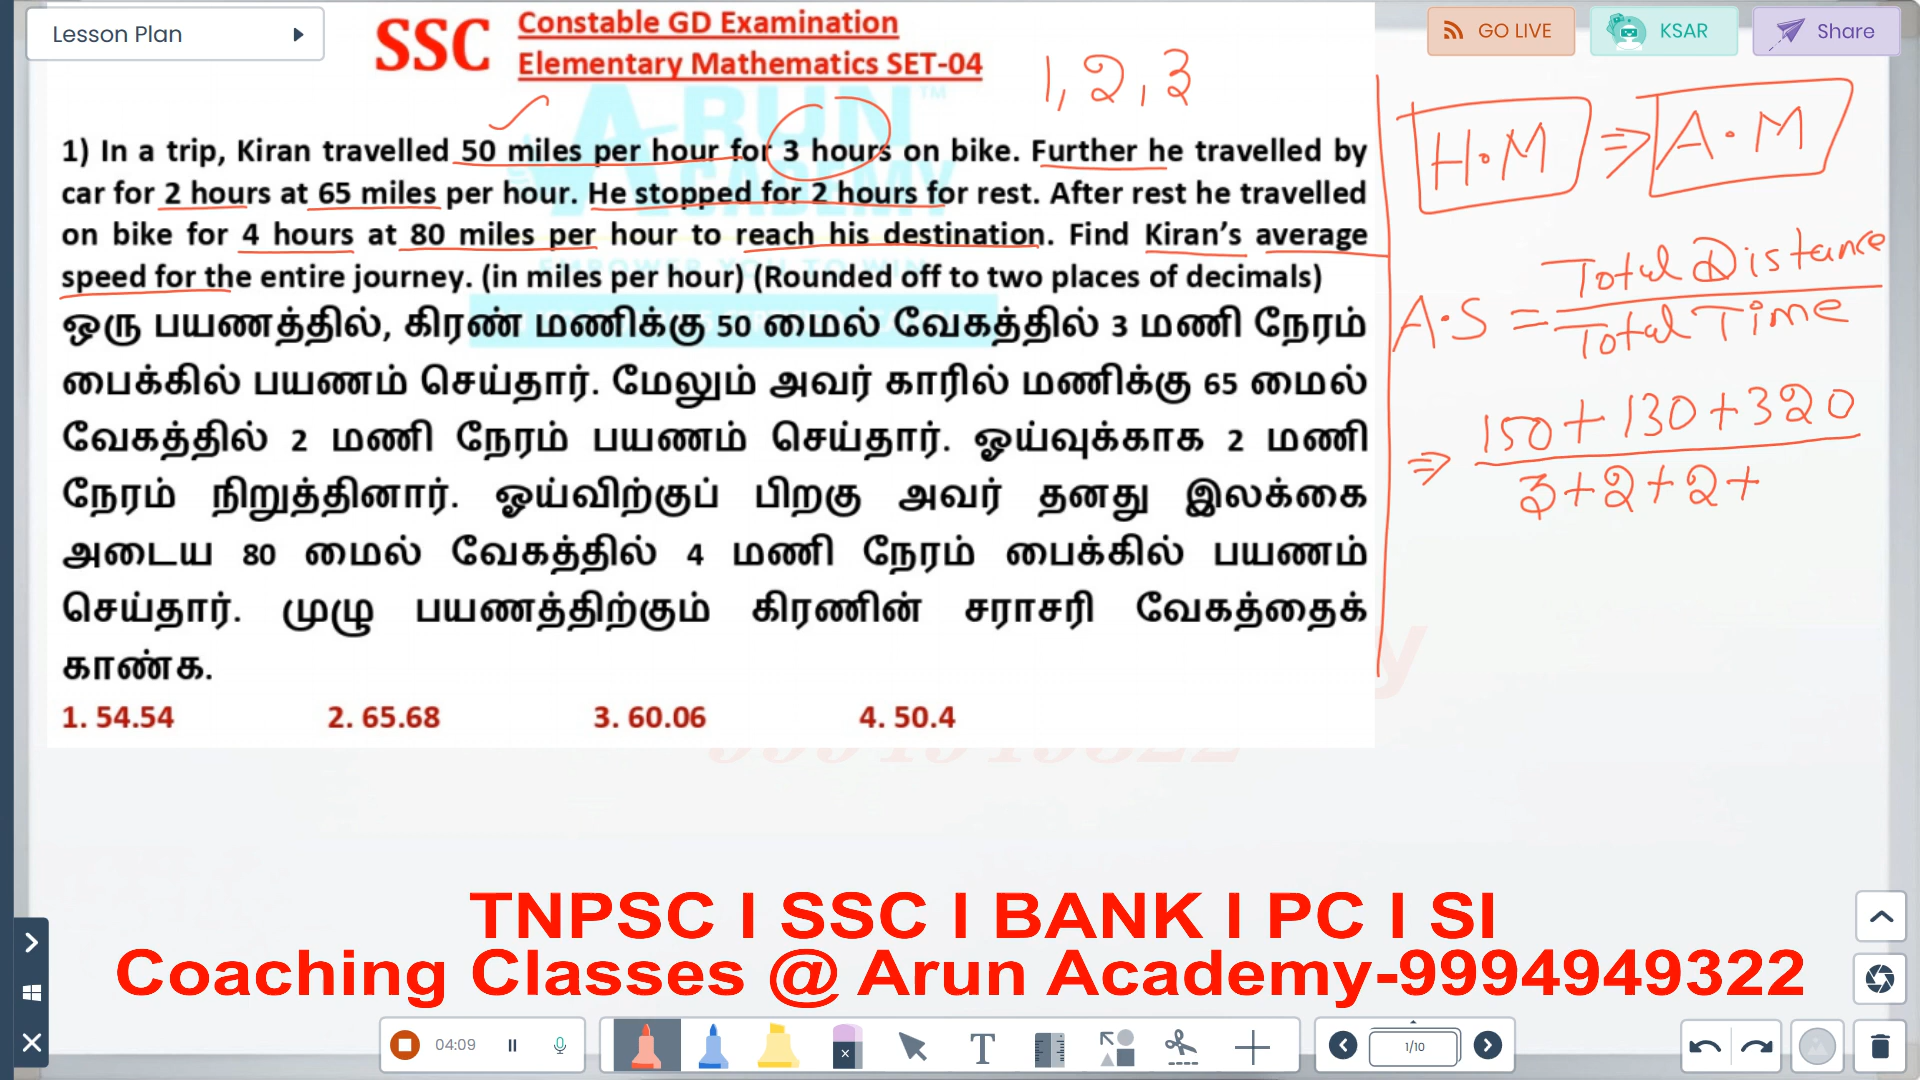 Lesson Plan
SSC
Constable GD Examination
Elementary Mathematics SET-04
GO LIVE
KSAR
Share
1, 2, 3
H.M ⇒ A.M
1) In a trip, Kiran travelled 50 miles per hour for 3 hours on bike. Further he travelled by
car for 2 hours at 65 miles per hour. He stopped for 2 hours for rest. After rest he travelled
on bike for 4 hours at 80 miles per hour to reach his destination. Find Kiran's average
speed for the entire journey. (in miles per hour) (Rounded off to two places of decimals)
ஒரு பயணத்தில், கிரண் மணிக்கு 50 மைல் வேகத்தில் 3 மணி நேரம்
பைக்கில் பயணம் செய்தார். மேலும் அவர் காரில் மணிக்கு 65 மைல்
வேகத்தில் 2 மணி நேரம் பயணம் செய்தார். ஓய்வுக்காக 2 மணி
நேரம் நிறுத்தினார். ஓய்விற்குப் பிறகு அவர் தனது இலக்கை
அடைய 80 மைல் வேகத்தில் 4 மணி நேரம் பைக்கில் பயணம்
செய்தார். முழு பயணத்திற்கும் கிரணின் சராசரி வேகத்தைக்
காண்க.
1. 54.54 2. 65.68 3. 60.06 4. 50.4
A.S = Total Distance
Total Time
⇒ 150+130+320
3+2+2+
ARUN
ACADEMY
EMPOWER YOU TO WIN
TNPSC I SSC I BANK I PC I SI
Coaching Classes @ Arun Academy-9994949322
04:09
T
1/10